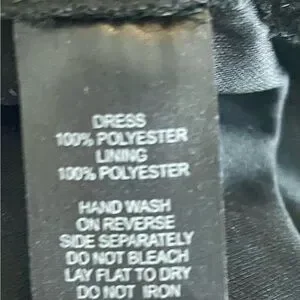 DRESS
100% POLYESTER
LINING
100% POLYESTER
HAND WASH
ON REVERSE
SIDE SEPARATELY
DO NOT BLEACH
LAY FLAT TO DRY
DO NOT IRON